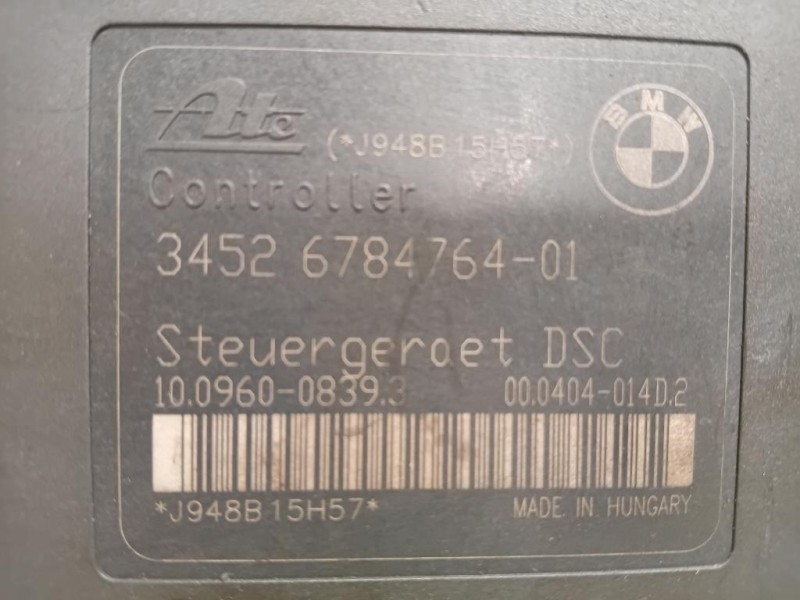 Ate
(*J948B15H57*)
BMW
Controller
3452 6784764-01
Steuergeraet DSC
10.0960-0839.3
00.0404-014D.2
*J948B15H57*
MADE IN HUNGARY